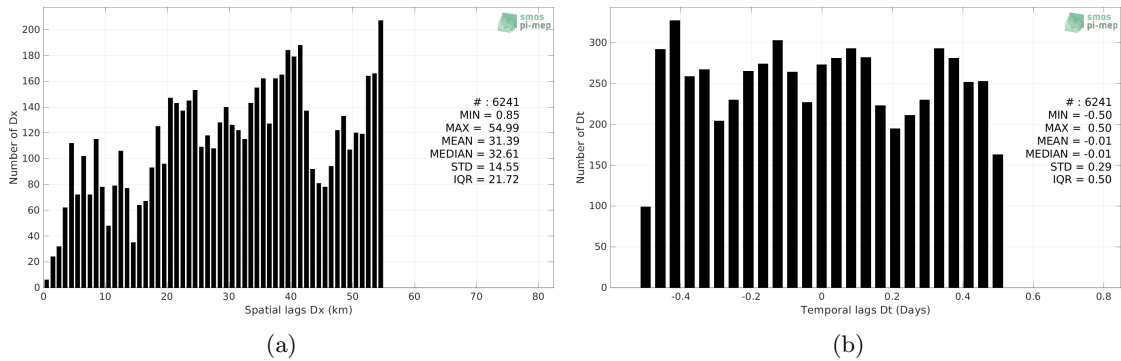 smos
pi-mep
Number of Dx
200
180
160
140
120
100
80
60
40
20
0
# : 6241
MIN = 0.85
MAX = 54.99
MEAN = 31.39
MEDIAN = 32.61
STD = 14.55
IQR = 21.72
0 10 20 30 40 50 60 70 80
Spatial lags Dx (km)
(a)
smos
pi-mep
Number of Dt
300
250
200
150
100
50
0
# : 6241
MIN = -0.50
MAX = 0.50
MEAN = -0.01
MEDIAN = -0.01
STD = 0.29
IQR = 0.50
-0.4 -0.2 0 0.2 0.4 0.6 0.8
Temporal lags Dt (Days)
(b)